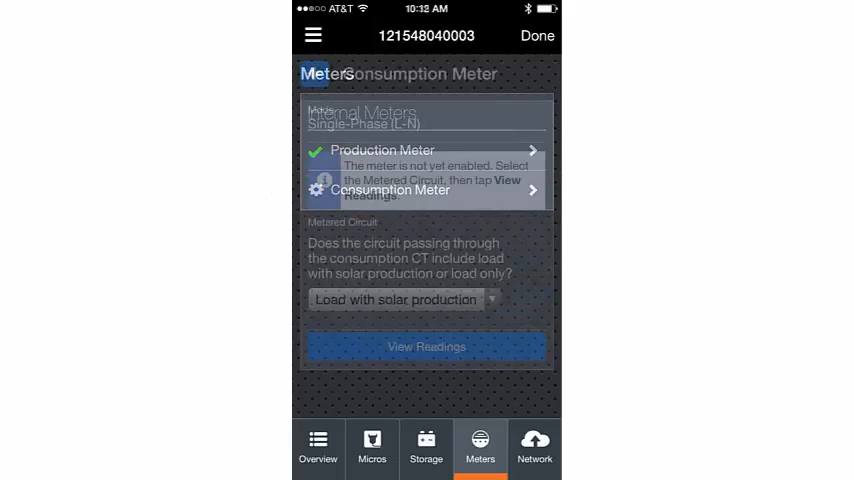 AT&T 10:12 AM
121548040003 Done
Meters
Consumption Meter
Internal Meters
Mode
Single-Phase (L-N)
Production Meter
The meter is not yet enabled. Select
the Metered Circuit, then tap View
Readings.
Consumption Meter
Metered Circuit
Does the circuit passing through
the consumption CT include load
with solar production or load only?
Load with solar production
View Readings
Overview Micros Storage Meters Network